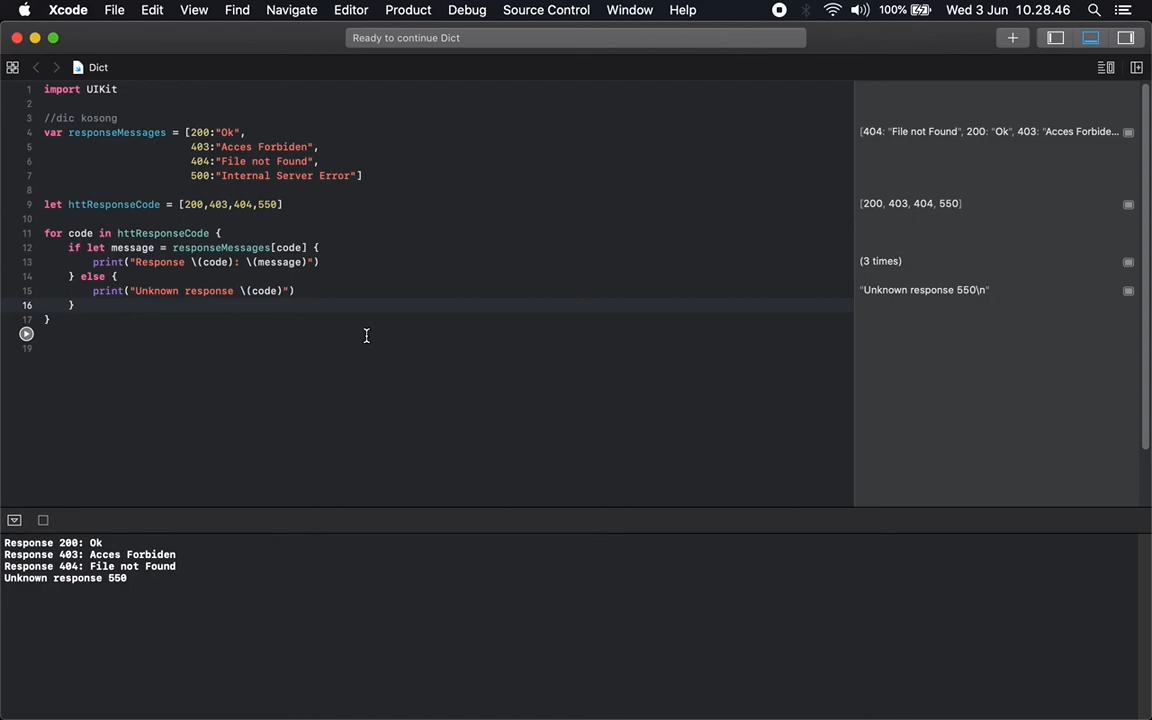 Xcode File Edit View Find Navigate Editor Product Debug Source Control Window Help 100% Wed 3 Jun 10.28.46
Ready to continue Dict
Dict
1 import UIKit
2
3 //dic kosong
4 var responseMessages = [200:"Ok",
5 403:"Acces Forbiden",
6 404:"File not Found",
7 500:"Internal Server Error"]
8
9 let httResponseCode = [200,403,404,550]
10
11 for code in httResponseCode {
12 if let message = responseMessages[code] {
13 print("Response \(code): \(message)")
14 } else {
15 print("Unknown response \(code)")
16 }
17 }
19
[404: "File not Found", 200: "Ok", 403: "Acces Forbide...
[200, 403, 404, 550]
(3 times)
"Unknown response 550\n"
Response 200: Ok
Response 403: Acces Forbiden
Response 404: File not Found
Unknown response 550